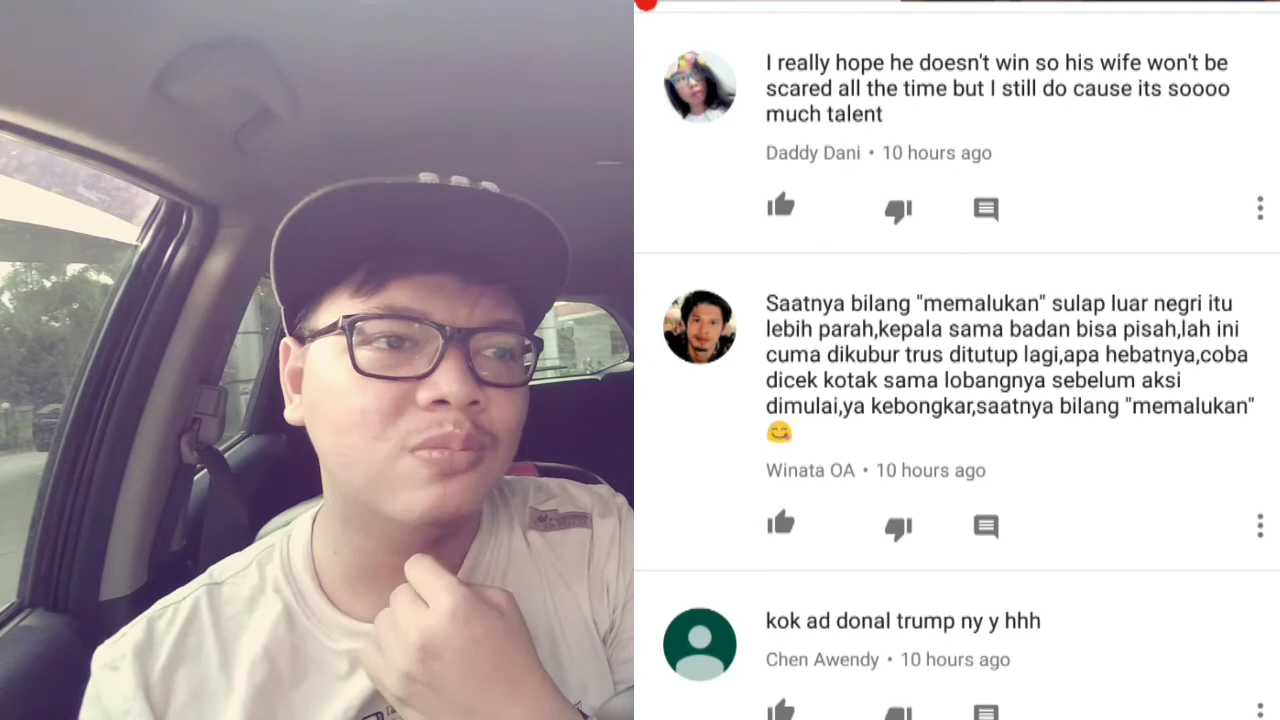 I really hope he doesn't win so his wife won't be
scared all the time but I still do cause its soooo
much talent
Daddy Dani • 10 hours ago
Saatnya bilang "memalukan" sulap luar negri itu
lebih parah,kepala sama badan bisa pisah,lah ini
cuma dikubur trus ditutup lagi,apa hebatnya,coba
dicek kotak sama lobangnya sebelum aksi
dimulai,ya kebongkar,saatnya bilang "memalukan"
😋
Winata OA • 10 hours ago
kok ad donal trump ny y hhh
Chen Awendy • 10 hours ago